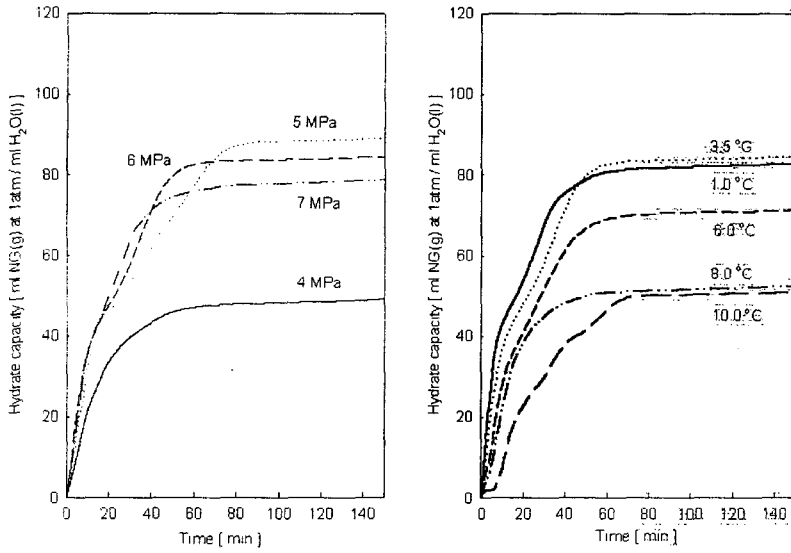 120
100
80
60
40
20
0
Hydrate capacity [ ml NG(g) at 1atm / ml H2O(l) ]
5 MPa
6 MPa
7 MPa
4 MPa
0 20 40 60 80 100 120 140
Time [ min ]
120
100
80
60
40
20
0
Hydrate capacity [ ml NG(g) at 1atm / ml H2O(l) ]
3.5 °C
1.0 °C
6.0 °C
8.0 °C
10.0 °C
0 20 40 60 80 100 120 140
Time [ min ]